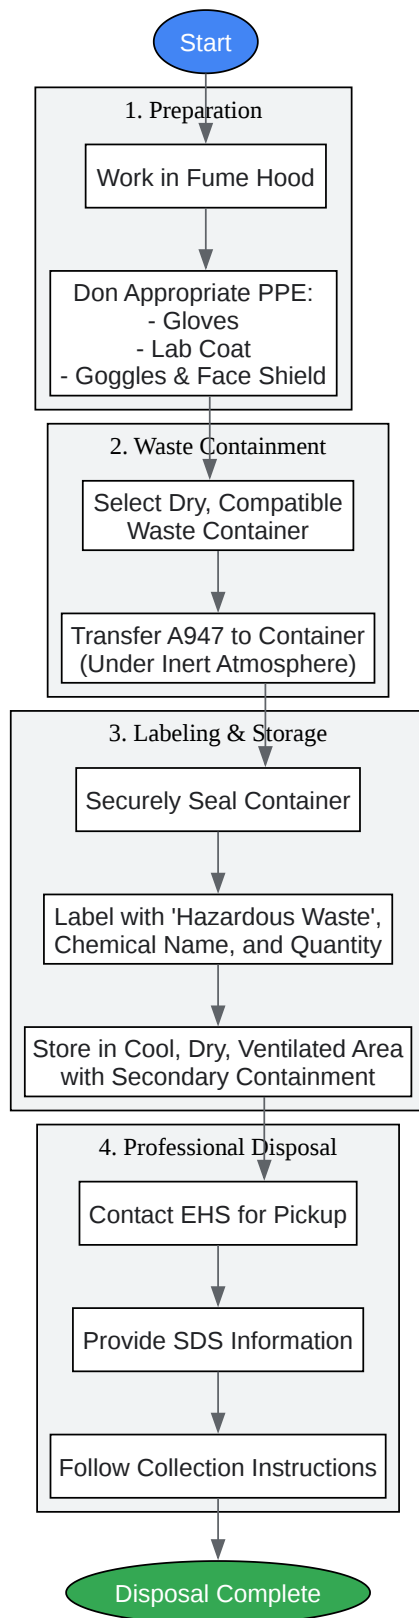 Start
1. Preparation
Work in Fume Hood
Don Appropriate PPE:
- Gloves
- Lab Coat
- Goggles & Face Shield
2. Waste Containment
Select Dry, Compatible
Waste Container
Transfer A947 to Container
(Under Inert Atmosphere)
3. Labeling & Storage
Securely Seal Container
Label with 'Hazardous Waste',
Chemical Name, and Quantity
Store in Cool, Dry, Ventilated Area
with Secondary Containment
4. Professional Disposal
Contact EHS for Pickup
Provide SDS Information
Follow Collection Instructions
Disposal Complete